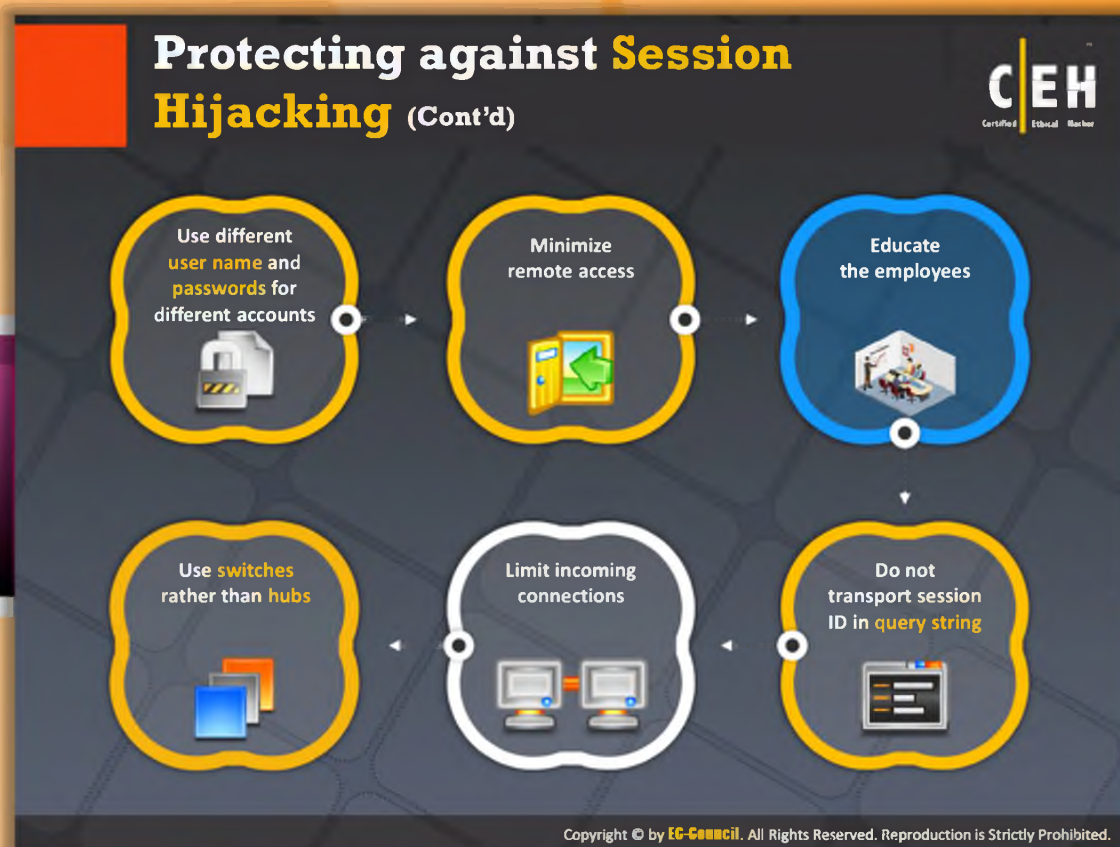 Protecting against Session
Hijacking (Cont'd)
CEH
Certified Ethical Hacker
Use different
user name and
passwords for
different accounts
Minimize
remote access
Educate
the employees
Use switches
rather than hubs
Limit incoming
connections
Do not
transport session
ID in query string
Copyright © by EC-Council. All Rights Reserved. Reproduction is Strictly Prohibited.